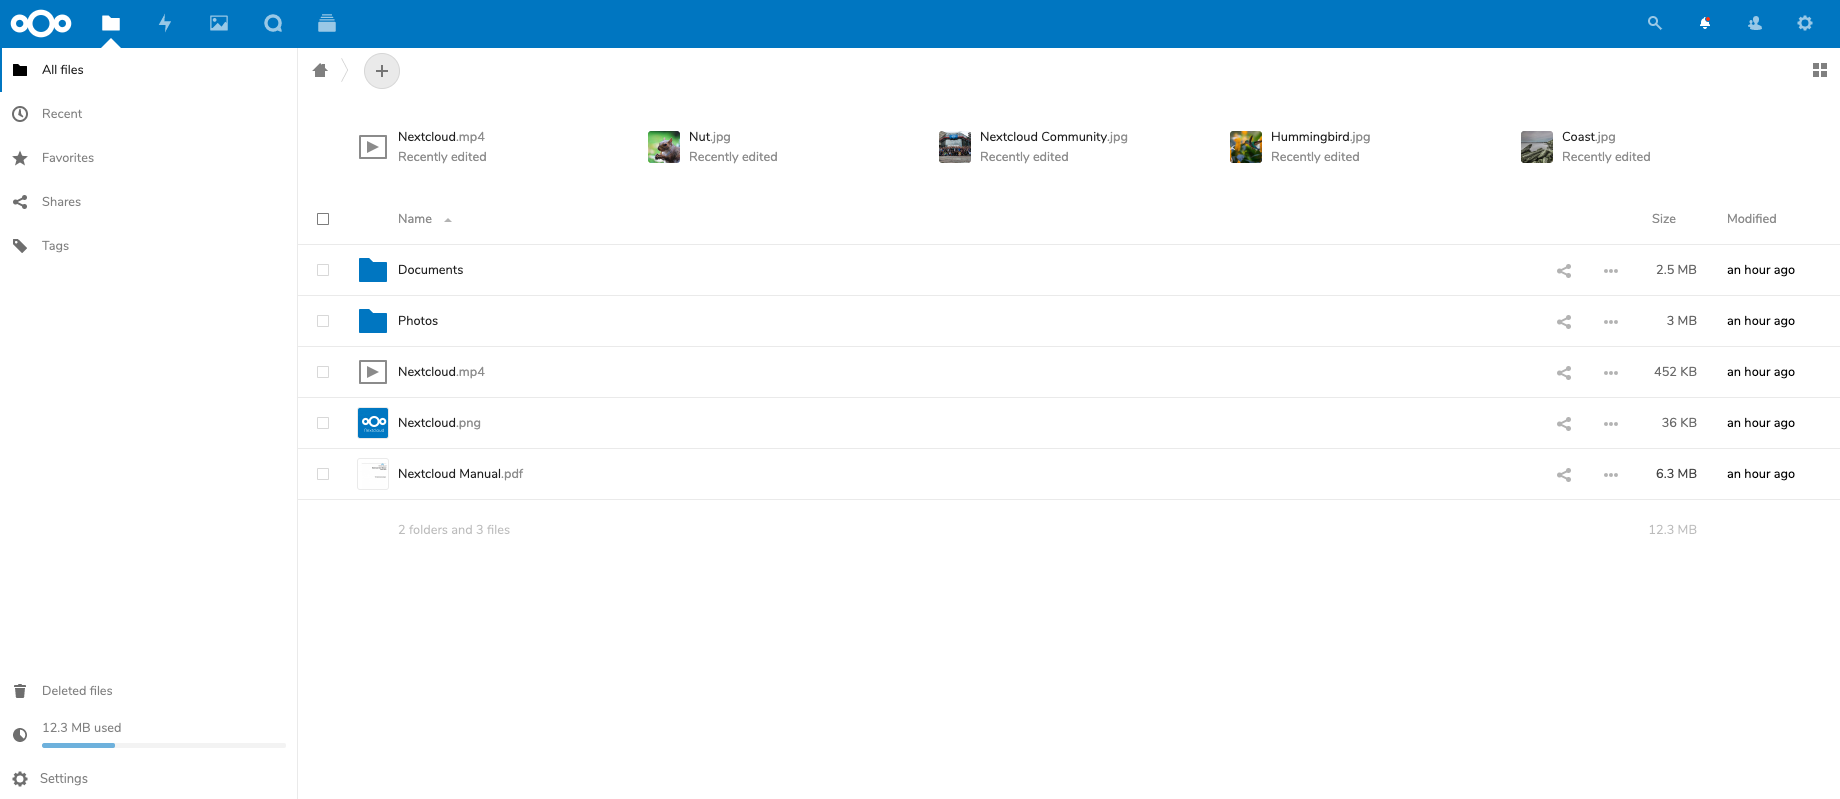 All files
Recent
Favorites
Shares
Tags
Deleted files
12.3 MB used
Settings
Nextcloud.mp4
Recently edited
Nut.jpg
Recently edited
Nextcloud Community.jpg
Recently edited
Hummingbird.jpg
Recently edited
Coast.jpg
Recently edited
Name Size Modified
Documents 2.5 MB an hour ago
Photos 3 MB an hour ago
Nextcloud.mp4 452 KB an hour ago
Nextcloud.png 36 KB an hour ago
Nextcloud Manual.pdf 6.3 MB an hour ago
2 folders and 3 files 12.3 MB